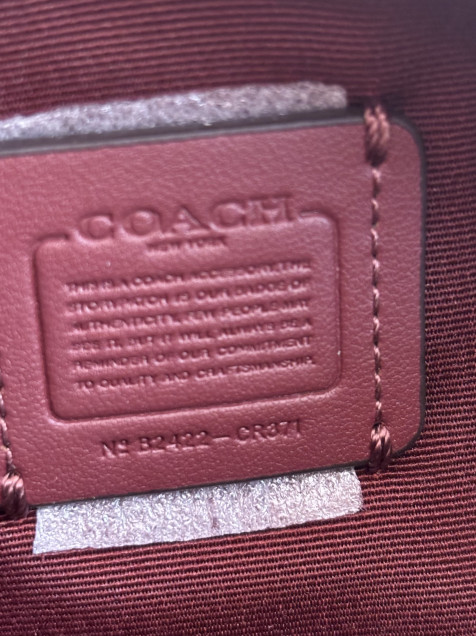 COACH
NEW YORK
THIS IS A COACH ACCESSORY. THE
STORYPATCH IS OUR BADGE OF
AUTHENTICITY. FEW PEOPLE MAY
SEE IT, BUT IT WILL ALWAYS BE A
REMINDER OF OUR COMMITMENT
TO QUALITY AND CRAFTSMANSHIP.
Nº B2422-CR371